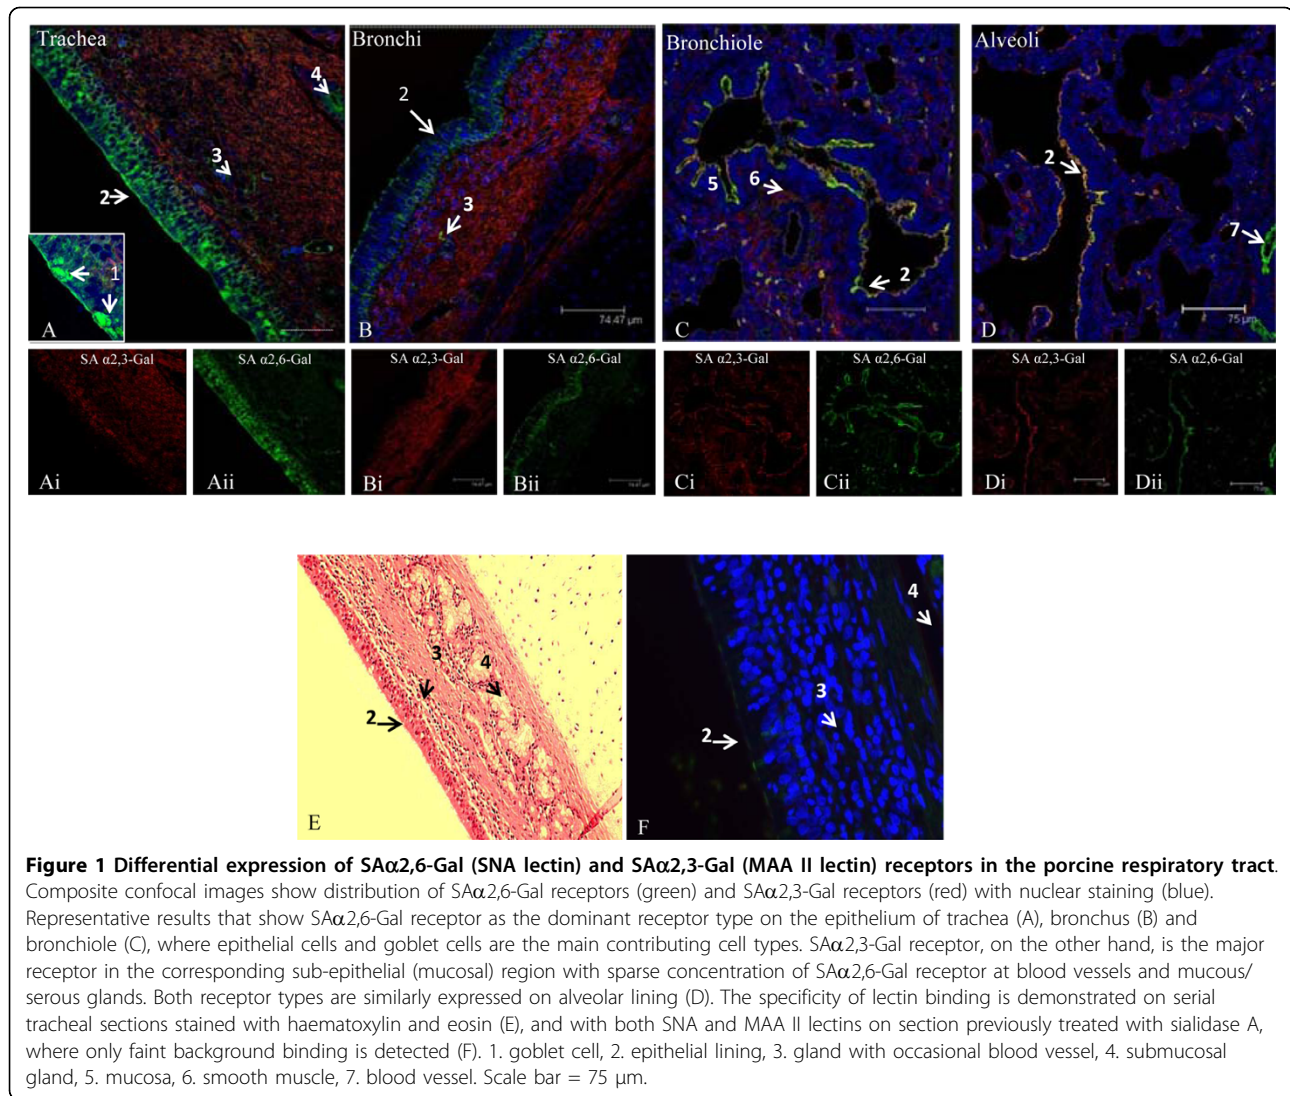 Trachea
4
3
2
1
A
Bronchi
2
3
74.47 µm
B
Bronchiole
5
6
2
C
Alveoli
2
7
75 µm
D
SA α2,3-Gal
Ai
SA α2,6-Gal
Aii
SA α2,3-Gal
Bi
SA α2,6-Gal
Bii
SA α2,3-Gal
Ci
SA α2,6-Gal
Cii
SA α2,3-Gal
Di
SA α2,6-Gal
Dii
3
4
2
E
4
3
2
F
Figure 1 Differential expression of SAα2,6-Gal (SNA lectin) and SAα2,3-Gal (MAA II lectin) receptors in the porcine respiratory tract.
Composite confocal images show distribution of SAα2,6-Gal receptors (green) and SAα2,3-Gal receptors (red) with nuclear staining (blue).
Representative results that show SAα2,6-Gal receptor as the dominant receptor type on the epithelium of trachea (A), bronchus (B) and
bronchiole (C), where epithelial cells and goblet cells are the main contributing cell types. SAα2,3-Gal receptor, on the other hand, is the major
receptor in the corresponding sub-epithelial (mucosal) region with sparse concentration of SAα2,6-Gal receptor at blood vessels and mucous/
serous glands. Both receptor types are similarly expressed on alveolar lining (D). The specificity of lectin binding is demonstrated on serial
tracheal sections stained with haematoxylin and eosin (E), and with both SNA and MAA II lectins on section previously treated with sialidase A,
where only faint background binding is detected (F). 1. goblet cell, 2. epithelial lining, 3. gland with occasional blood vessel, 4. submucosal
gland, 5. mucosa, 6. smooth muscle, 7. blood vessel. Scale bar = 75 μm.